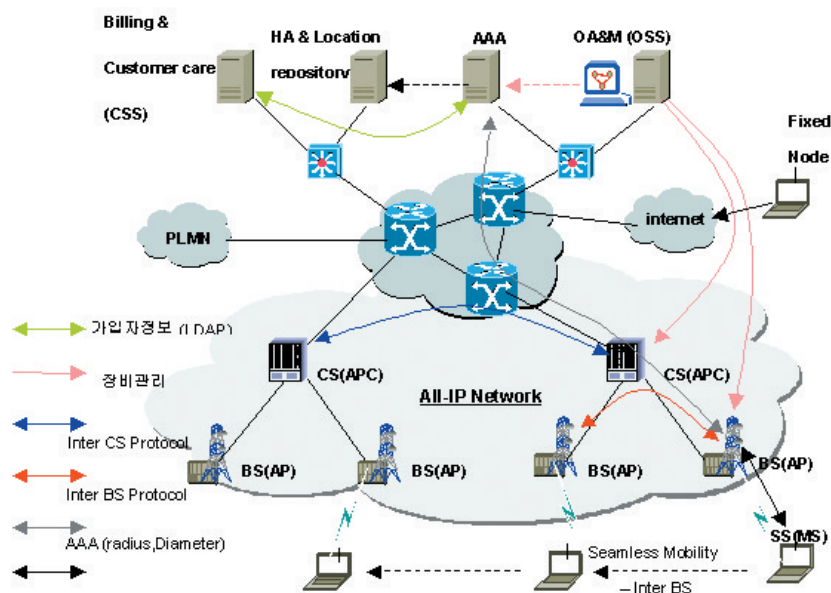 Billing &
Customer care
(CSS)
HA & Location
repository
AAA
OA&M (OSS)
Fixed
Node
PLMN
internet
가입자정보 (LDAP)
장비관리
Inter CS Protocol
Inter BS Protocol
AAA (radius,Diameter)
CS(APC)
CS(APC)
All-IP Network
BS(AP)
BS(AP)
BS(AP)
BS(AP)
SS(MS)
Seamless Mobility
– Inter BS